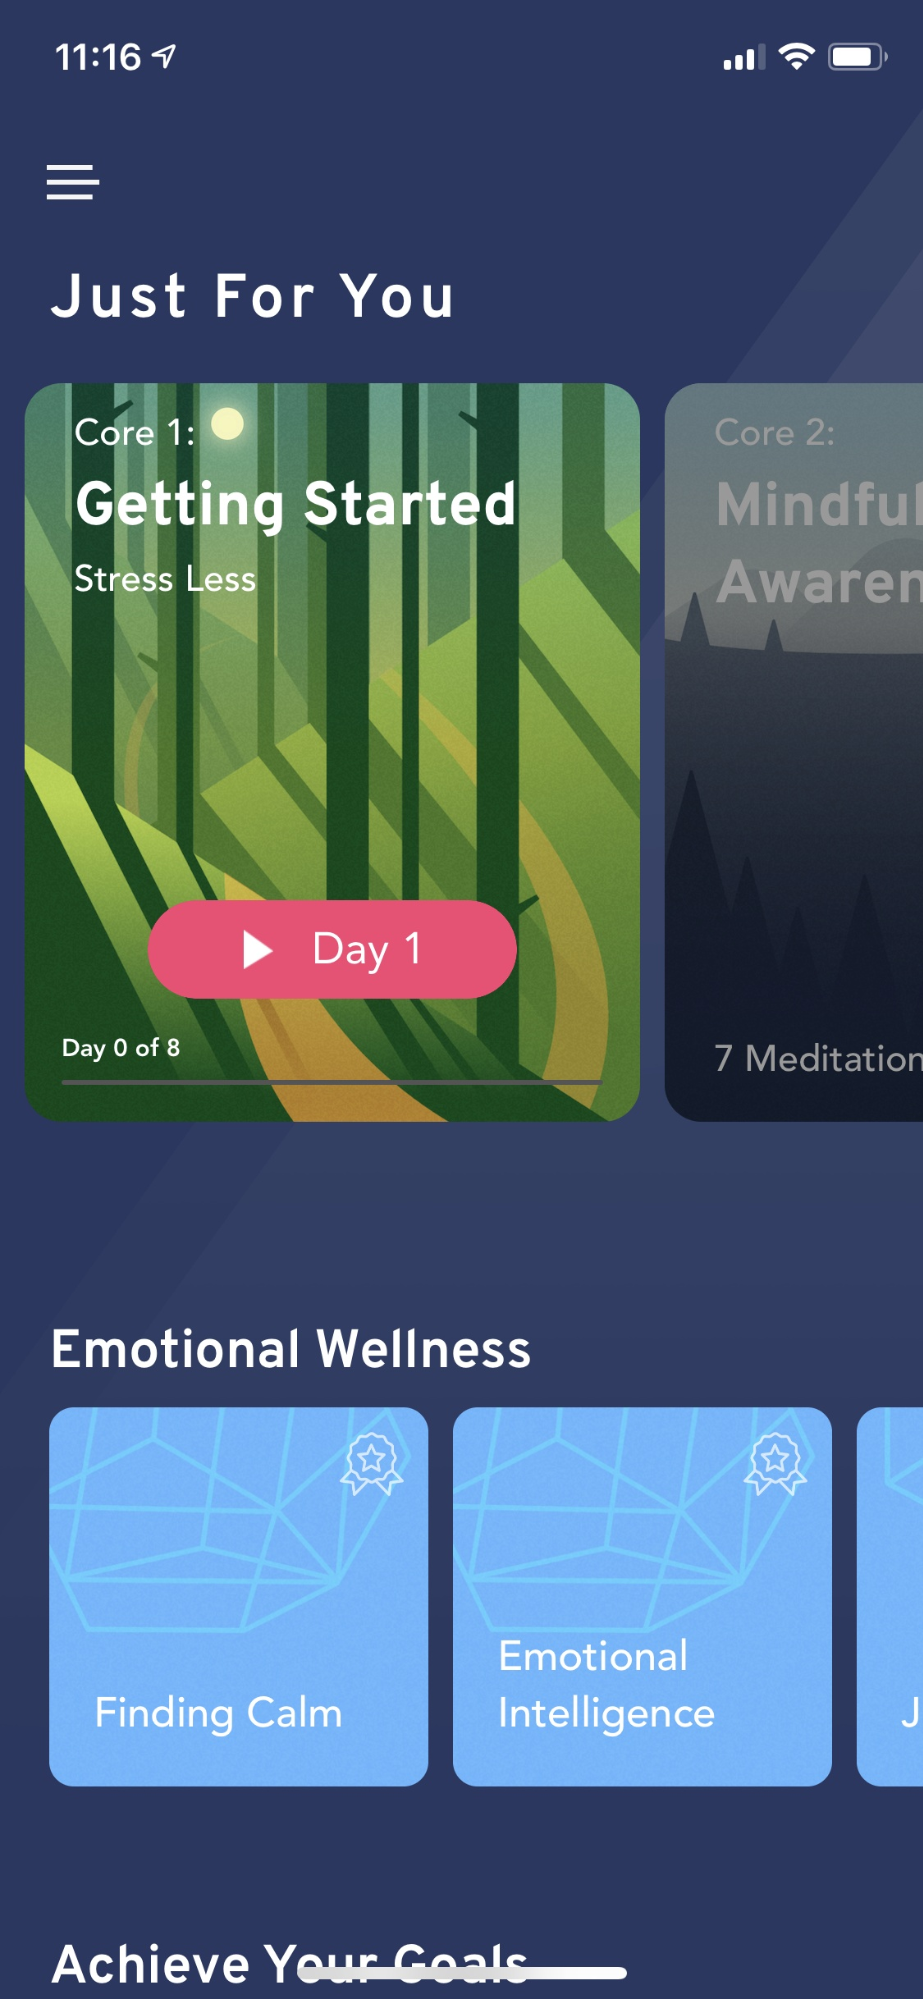 11:16
Just For You
Core 1:
Getting Started
Stress Less
Day 1
Day 0 of 8
Core 2:
Mindful
Awaren
7 Meditation
Emotional Wellness
Finding Calm
Emotional
Intelligence
J
Achieve Your Goals